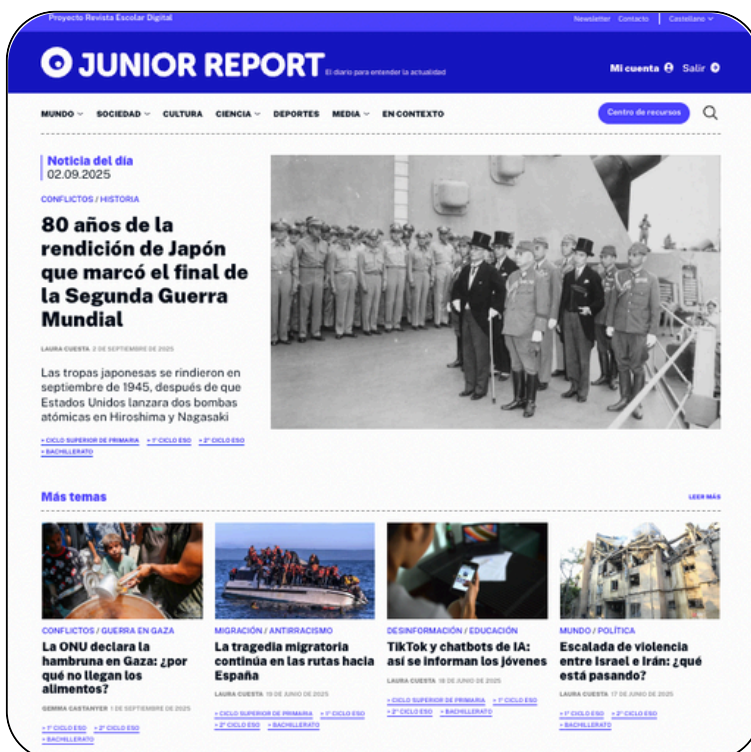 Proyecto Revista Escolar Digital
Newsletter Contacto Castellano
JUNIOR REPORT
El diario para entender la actualidad
Mi cuenta Salir
MUNDO SOCIEDAD CULTURA CIENCIA DEPORTES MEDIA EN CONTEXTO
Centro de recursos
Noticia del día
02.09.2025
CONFLICTOS / HISTORIA
80 años de la
rendición de Japón
que marcó el final de
la Segunda Guerra
Mundial
LAURA CUESTA 2 DE SEPTIEMBRE DE 2025
Las tropas japonesas se rindieron en
septiembre de 1945, después de que
Estados Unidos lanzara dos bombas
atómicas en Hiroshima y Nagasaki
+ CICLO SUPERIOR DE PRIMARIA + 1º CICLO ESO + 2º CICLO ESO
+ BACHILLERATO
Más temas
LEER MÁS
CONFLICTOS / GUERRA EN GAZA
La ONU declara la
hambruna en Gaza: ¿por
qué no llegan los
alimentos?
GEMMA CASTANYER 1 DE SEPTIEMBRE DE 2025
+ 1º CICLO ESO + 2º CICLO ESO
+ BACHILLERATO
MIGRACIÓN / ANTIRRACISMO
La tragedia migratoria
continúa en las rutas hacia
España
LAURA CUESTA 19 DE JUNIO DE 2025
+ CICLO SUPERIOR DE PRIMARIA + 1º CICLO ESO
+ 2º CICLO ESO + BACHILLERATO
DESINFORMACIÓN / EDUCACIÓN
TikTok y chatbots de IA:
así se informan los jóvenes
LAURA CUESTA 18 DE JUNIO DE 2025
+ CICLO SUPERIOR DE PRIMARIA + 1º CICLO ESO
+ 2º CICLO ESO + BACHILLERATO
MUNDO / POLÍTICA
Escalada de violencia
entre Israel e Irán: ¿qué
está pasando?
LAURA CUESTA 17 DE JUNIO DE 2025
+ 1º CICLO ESO + 2º CICLO ESO
+ BACHILLERATO